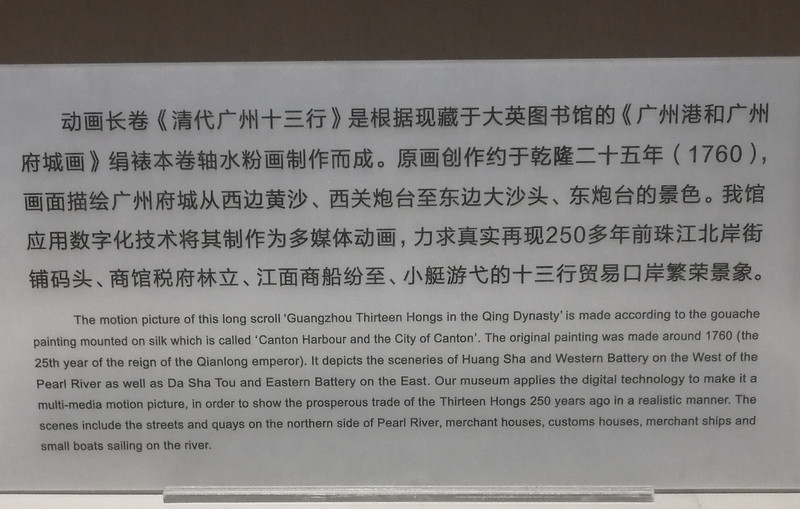 动画长卷《清代广州十三行》是根据现藏于大英图书馆的《广州港和广州
府城画》绢裱本卷轴水粉画制作而成。原画创作约于乾隆二十五年（1760），
画面描绘广州府城从西边黄沙、西关炮台至东边大沙头、东炮台的景色。我馆
应用数字化技术将其制作为多媒体动画，力求真实再现250多年前珠江北岸街
铺码头、商馆税府林立、江面商船纷至、小艇游弋的十三行贸易口岸繁荣景象。
The motion picture of this long scroll ‘Guangzhou Thirteen Hongs in the Qing Dynasty’ is made according to the gouache
painting mounted on silk which is called ‘Canton Harbour and the City of Canton’. The original painting was made around 1760 (the
25th year of the reign of the Qianlong emperor). It depicts the sceneries of Huang Sha and Western Battery on the West of the
Pearl River as well as Da Sha Tou and Eastern Battery on the East. Our museum applies the digital technology to make it a
multi-media motion picture, in order to show the prosperous trade of the Thirteen Hongs 250 years ago in a realistic manner. The
scenes include the streets and quays on the northern side of Pearl River, merchant houses, customs houses, merchant ships and
small boats sailing on the river.